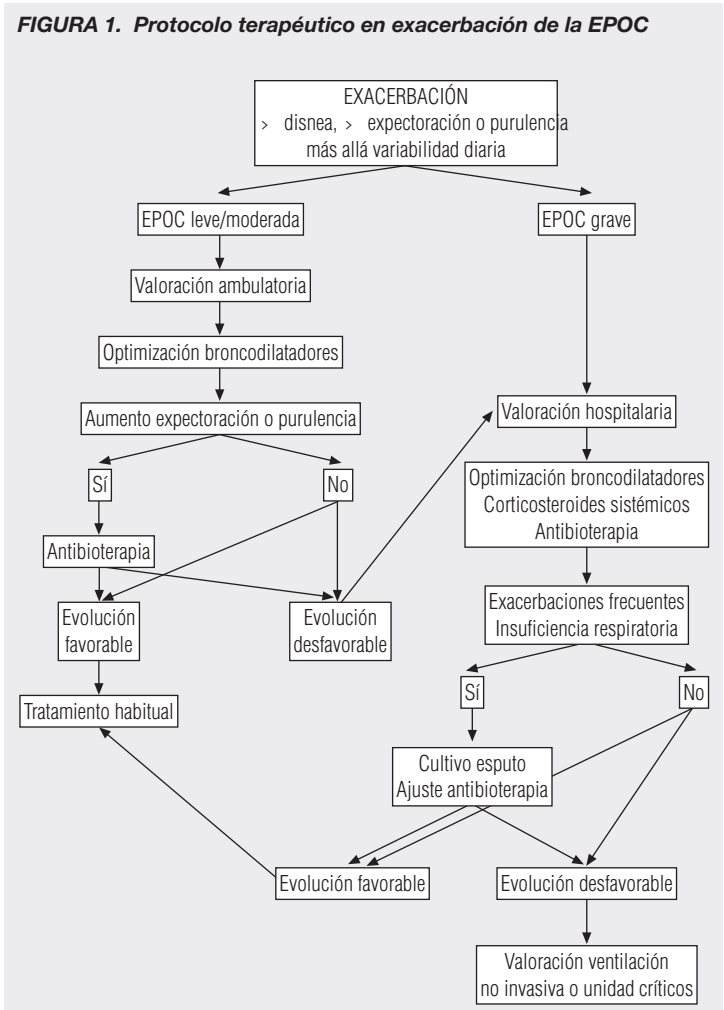 FIGURA 1. Protocolo terapéutico en exacerbación de la EPOC
EXACERBACIÓN
> disnea, > expectoración o purulencia
más allá variabilidad diaria
EPOC leve/moderada
EPOC grave
Valoración ambulatoria
Optimización broncodilatadores
Aumento expectoración o purulencia
Valoración hospitalaria
Sí
No
Optimización broncodilatadores
Corticosteroides sistémicos
Antibioterapia
Antibioterapia
Evolución
favorable
Evolución
desfavorable
Exacerbaciones frecuentes
Insuficiencia respiratoria
Tratamiento habitual
Sí
No
Cultivo esputo
Ajuste antibioterapia
Evolución favorable
Evolución desfavorable
Valoración ventilación
no invasiva o unidad críticos